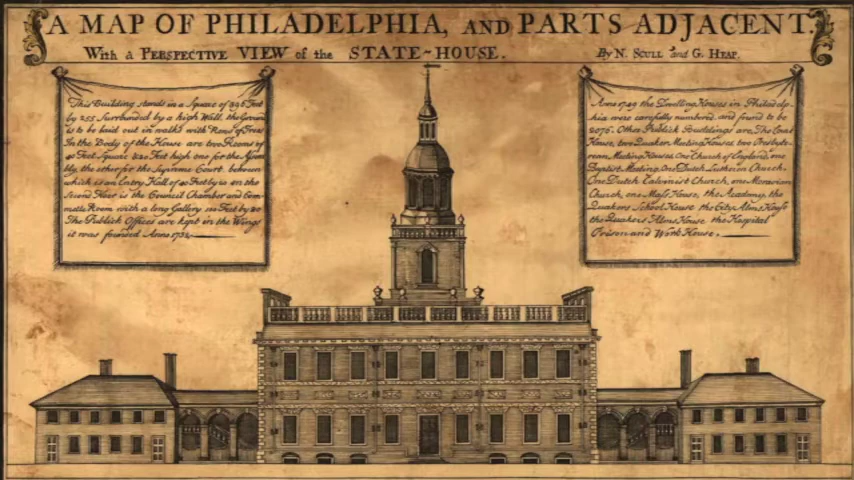 A MAP OF PHILADELPHIA, AND PARTS ADJACENT.
With a PERSPECTIVE VIEW of the STATE-HOUSE.
By N. SCULL and G. HEAP.
This Building stands in a Square of 396 Feet
by 255 Surrounded by a high Wall, the Ground
is to be laid out in walks with Rows of Trees
In the Body of the House are two Rooms of
40 Feet Square & 20 Feet high one for the Assem
bly, the other for the Supreme Court. between
which is an Entry Hall of 40 Feet by on the
Second Floor is the Council Chamber and Com
mittee Room with a long Gallery Feet by 20
The Publick Offices are kept in the Wings
it was founded Anno 1732
Anno 1749 the Dwelling Houses in Philadelp-
hia were carefully numbered, and found to be
2076. Other Publick Buildings are, The Court
House, two Quaker Meeting Houses, two Presbyte-
rean Meeting Houses, One Church of England, one
Baptist Meeting, One Dutch Lutherin Church,
One Dutch Calvinist Church, one Moravian
Church, one Mass House, the Academy, the
Quakers School House the City Alms House
the Quakers Alms House the Hospital
Prison and Work House.